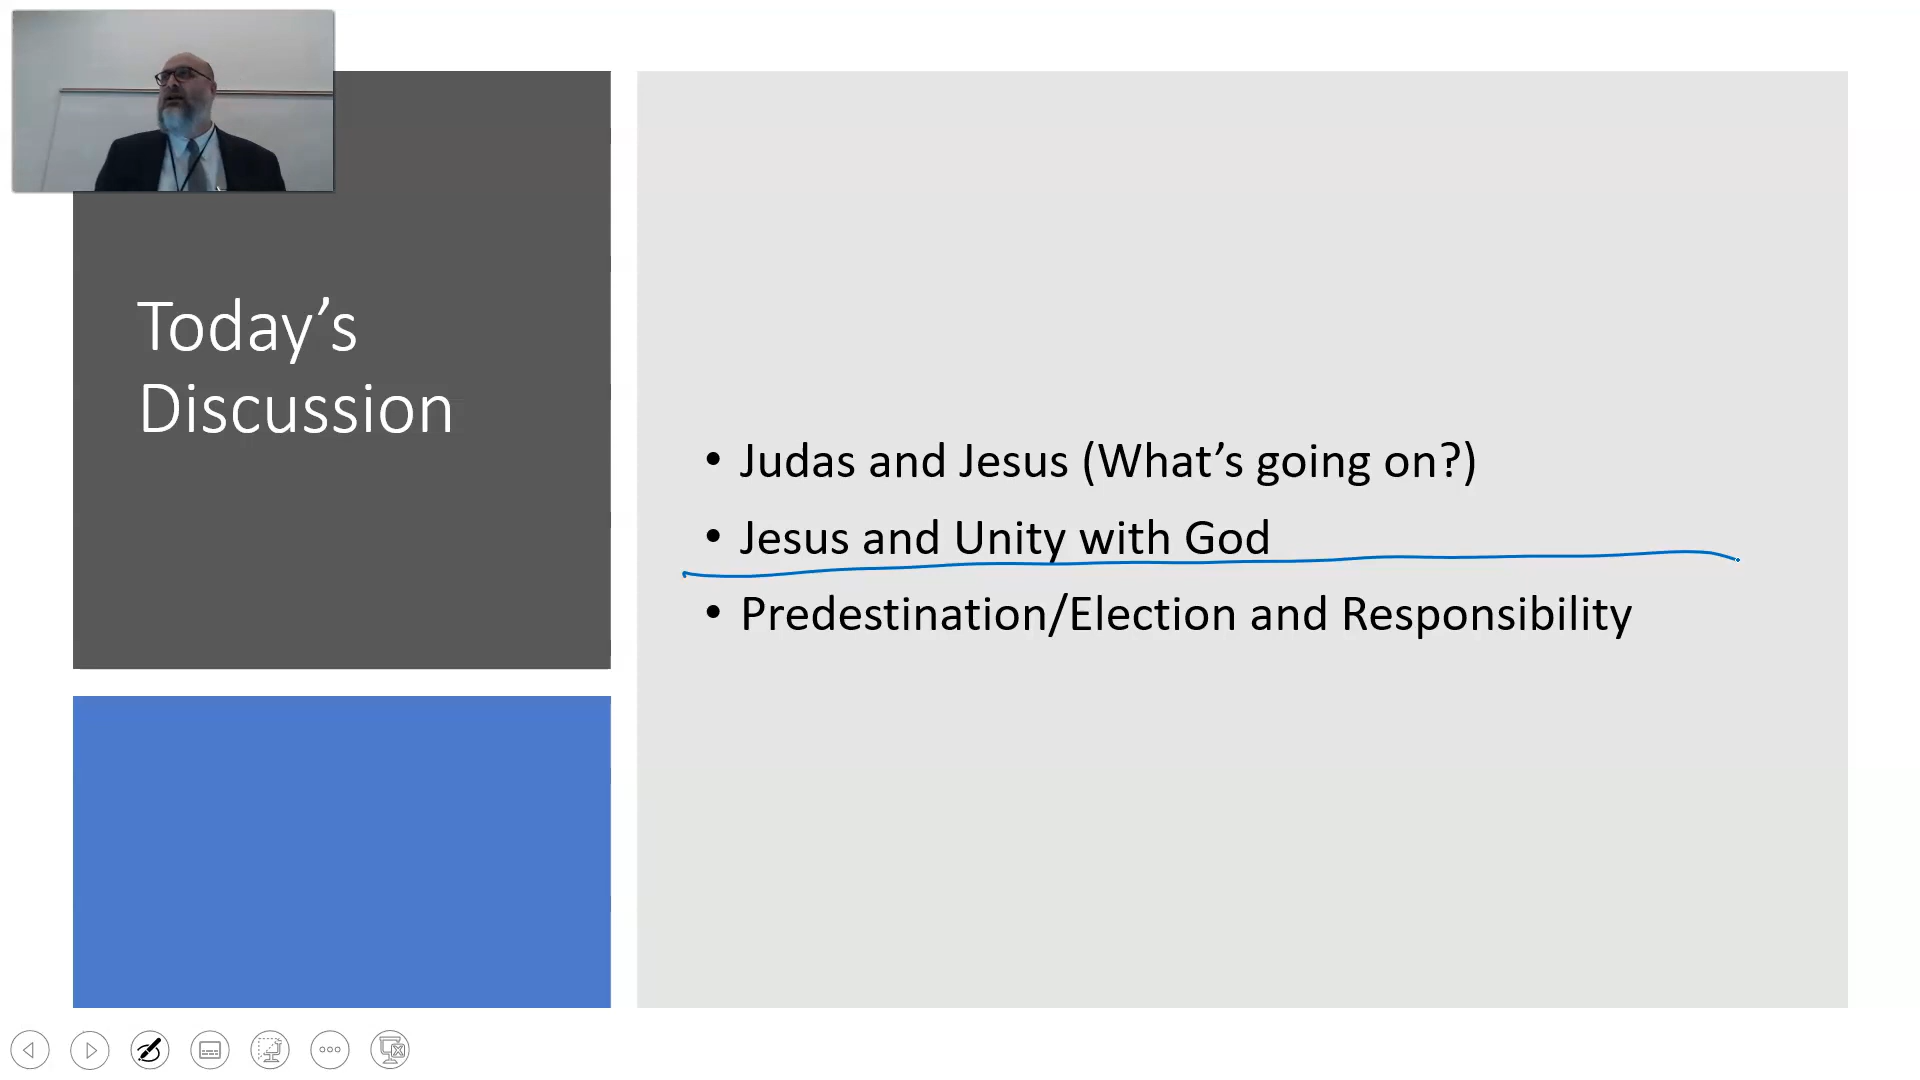 Today’s
Discussion
• Judas and Jesus (What’s going on?)
• Jesus and Unity with God
• Predestination/Election and Responsibility